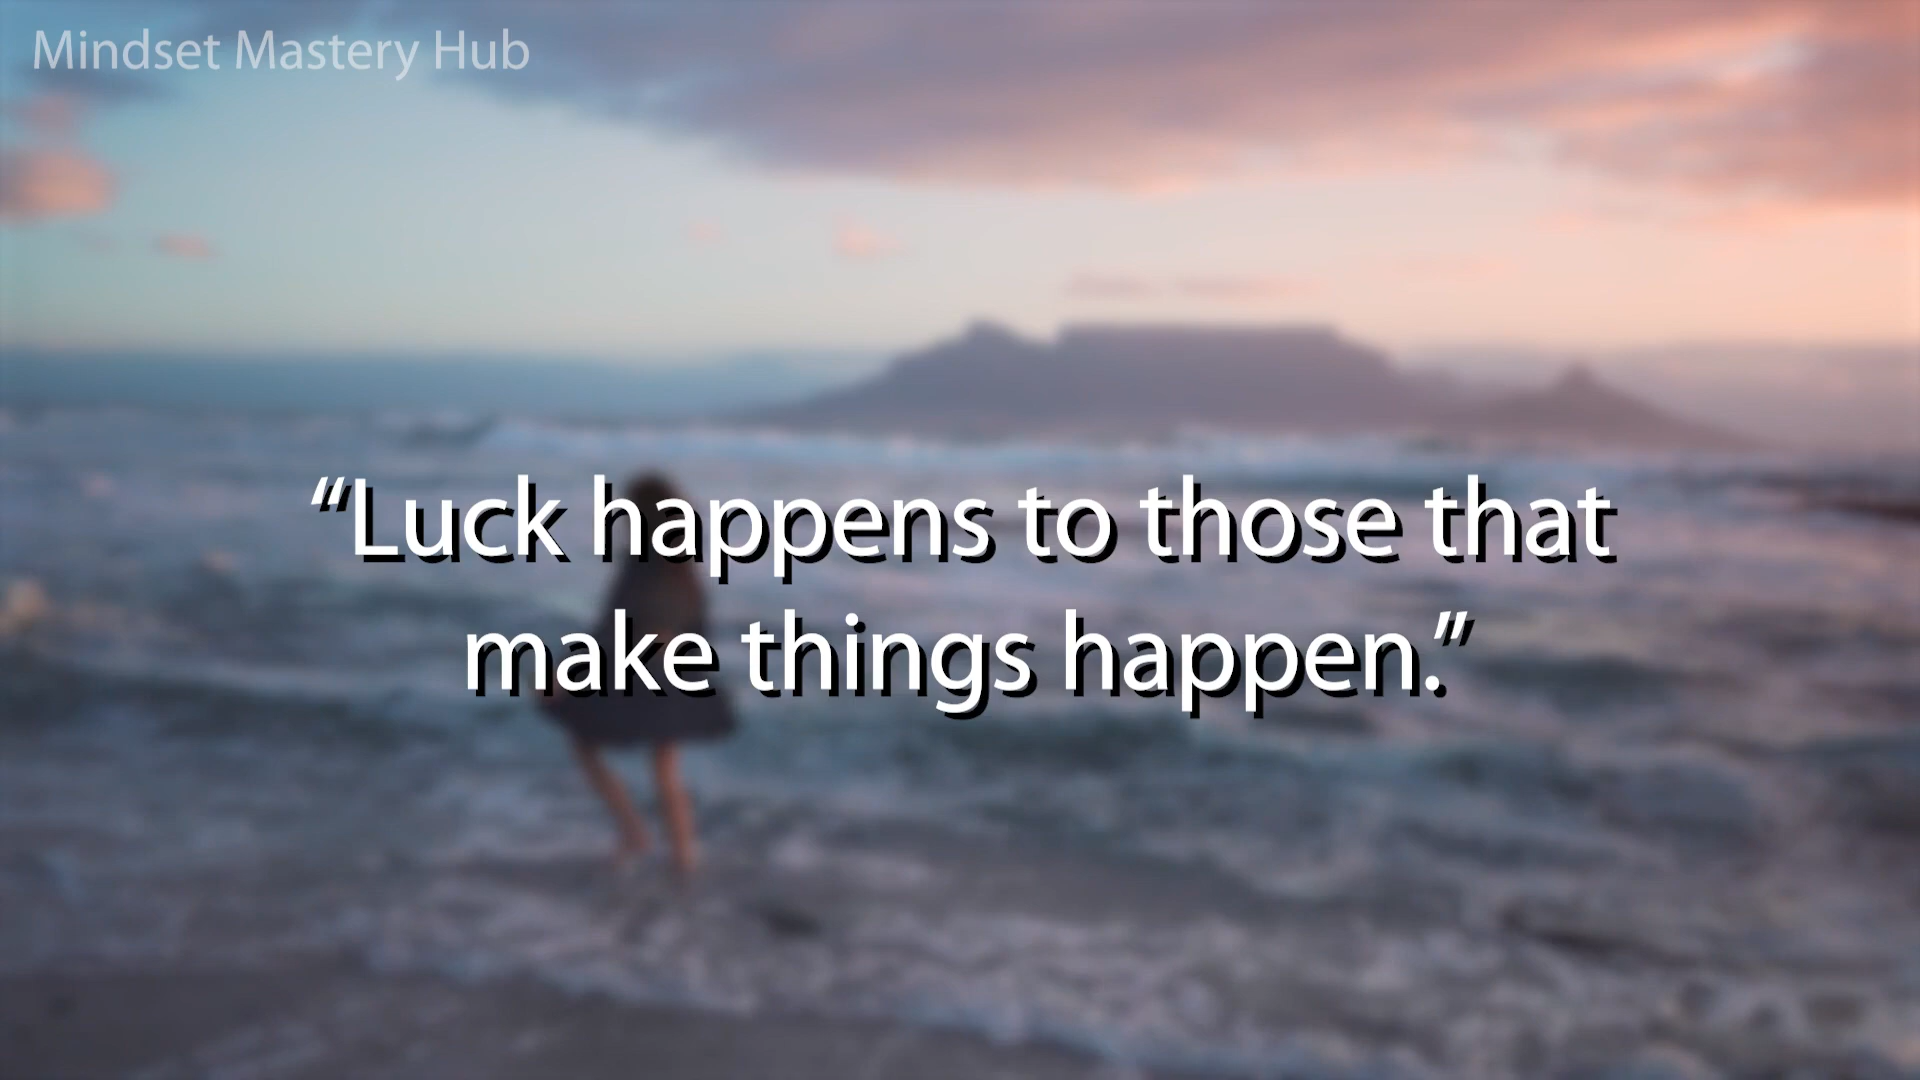 Mindset Mastery Hub
“Luck happens to those that
make things happen.”